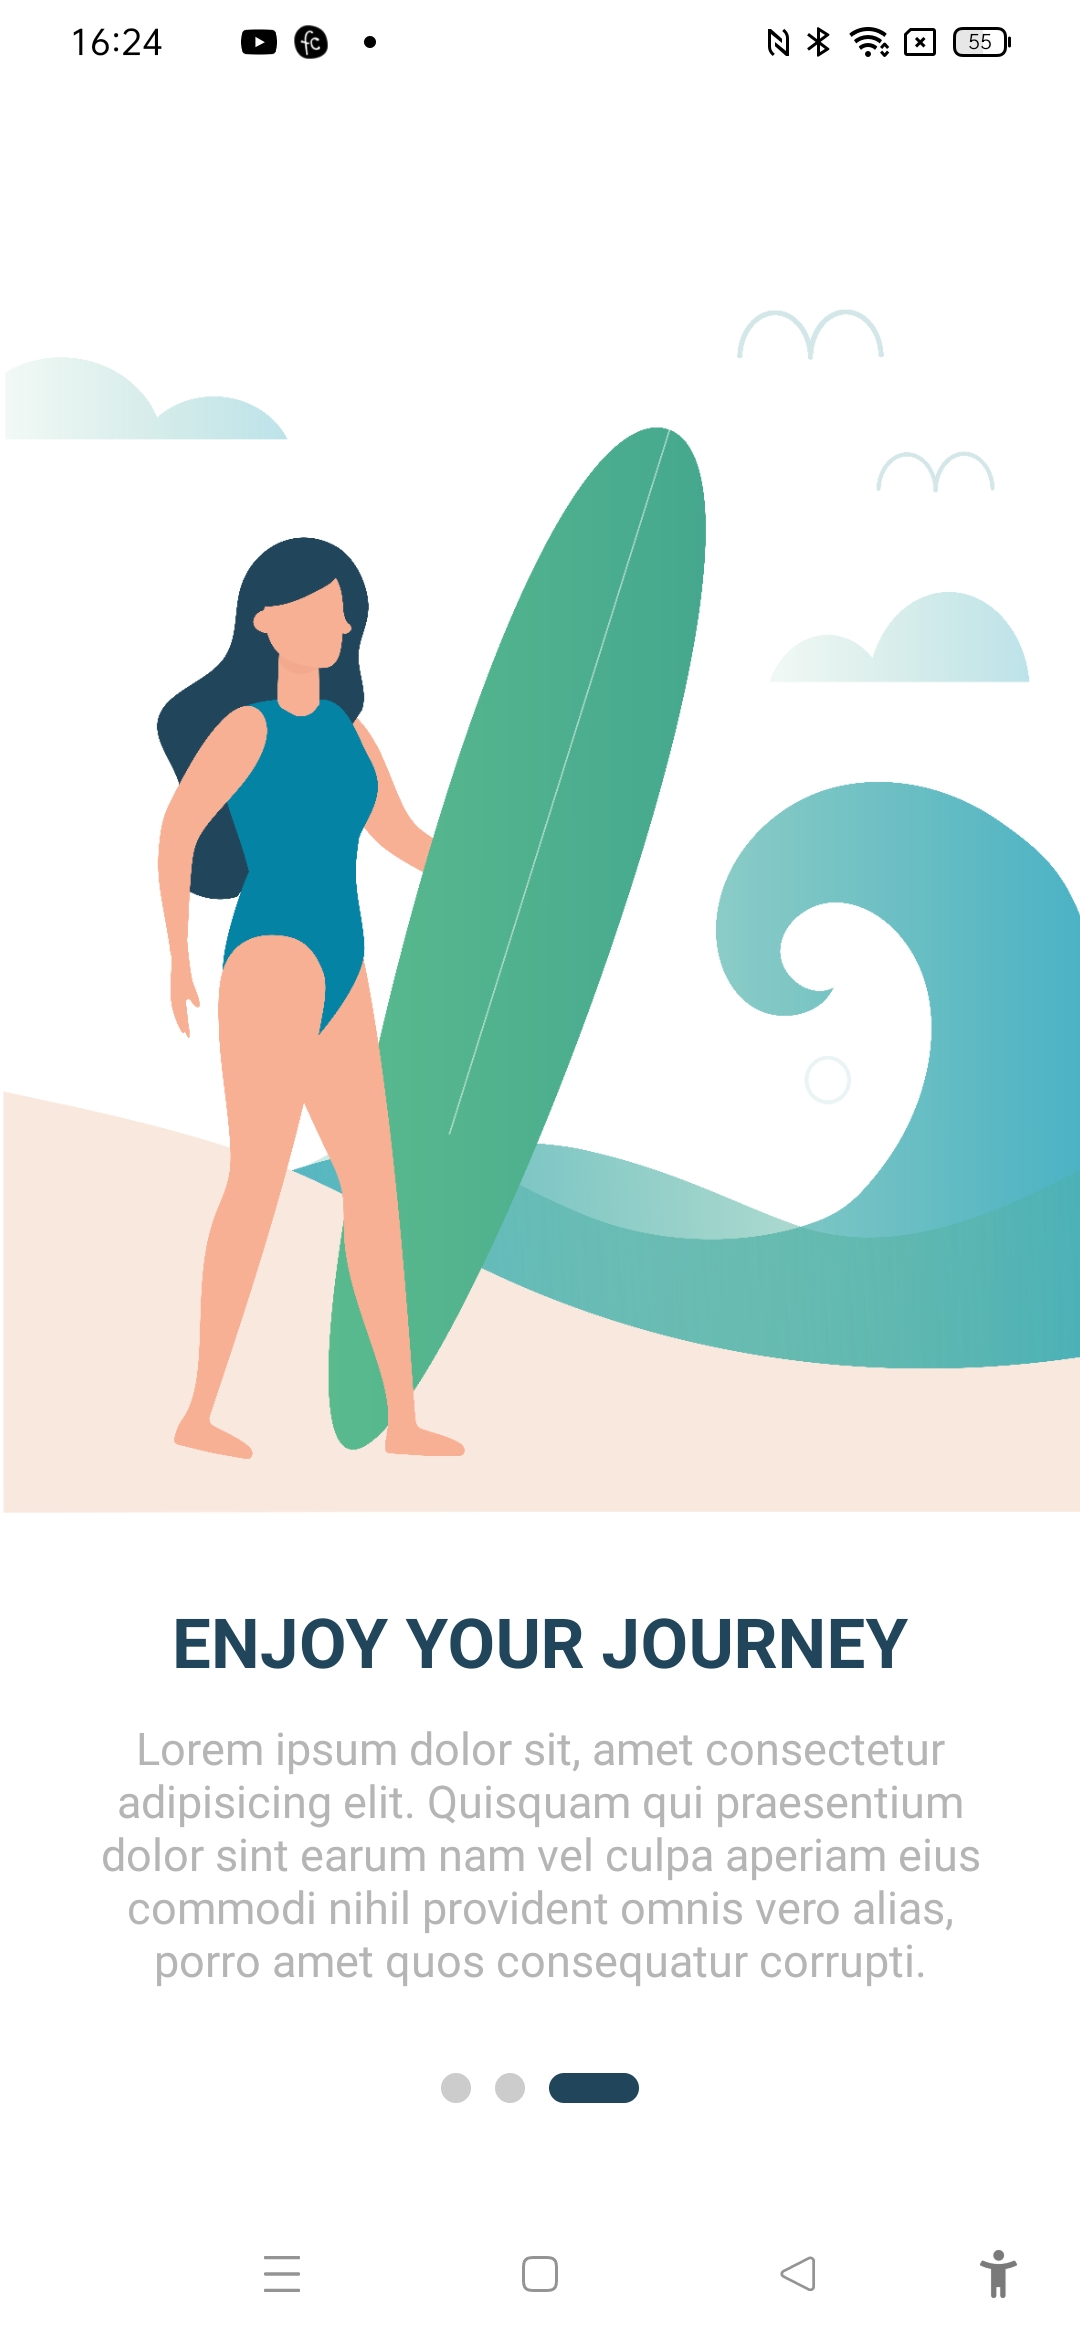 16:24
fc
55
ENJOY YOUR JOURNEY
Lorem ipsum dolor sit, amet consectetur
adipisicing elit. Quisquam qui praesentium
dolor sint earum nam vel culpa aperiam eius
commodi nihil provident omnis vero alias,
porro amet quos consequatur corrupti.